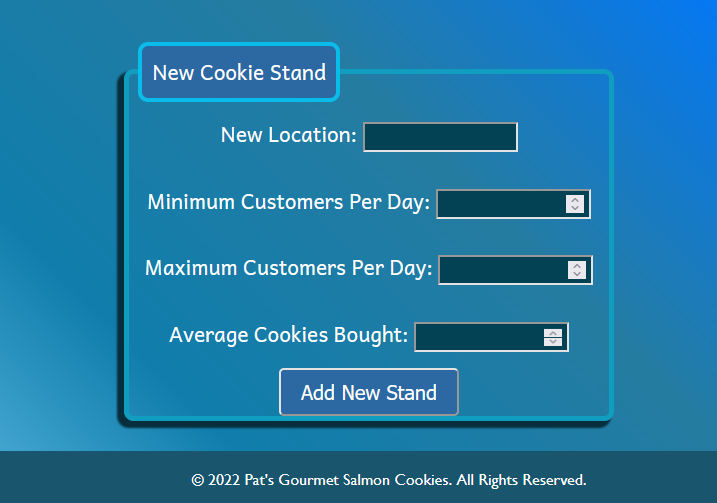 New Cookie Stand
New Location:
Minimum Customers Per Day:
Maximum Customers Per Day:
Average Cookies Bought:
Add New Stand
© 2022 Pat's Gourmet Salmon Cookies. All Rights Reserved.